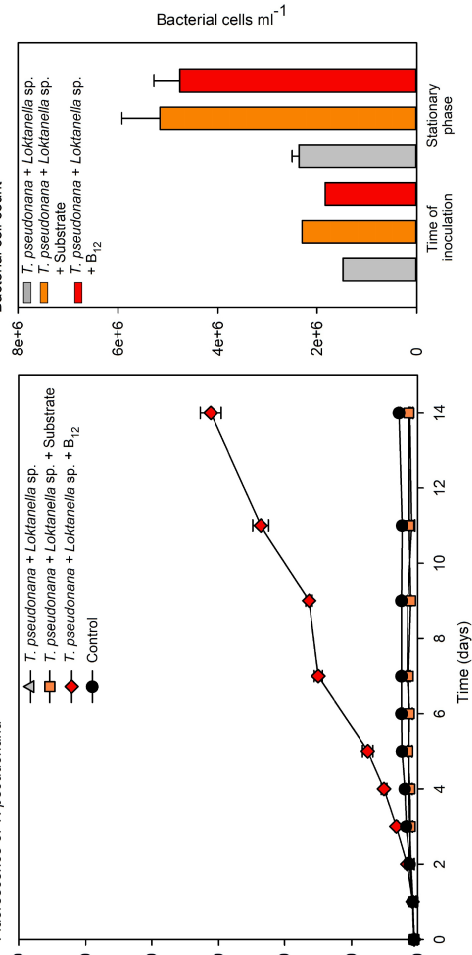 T. pseudonana + Loktanella sp.
T. pseudonana + Loktanella sp. + Substrate
T. pseudonana + Loktanella sp. + B12
Control
0
2
4
6
8
10
12
14
Time (days)
T. pseudonana + Loktanella sp.
T. pseudonana + Loktanella sp.
+ Substrate
T. pseudonana + Loktanella sp.
+ B12
8e+6
6e+6
4e+6
2e+6
0
Time of
inoculation
Stationary
phase
Bacterial cells ml-1